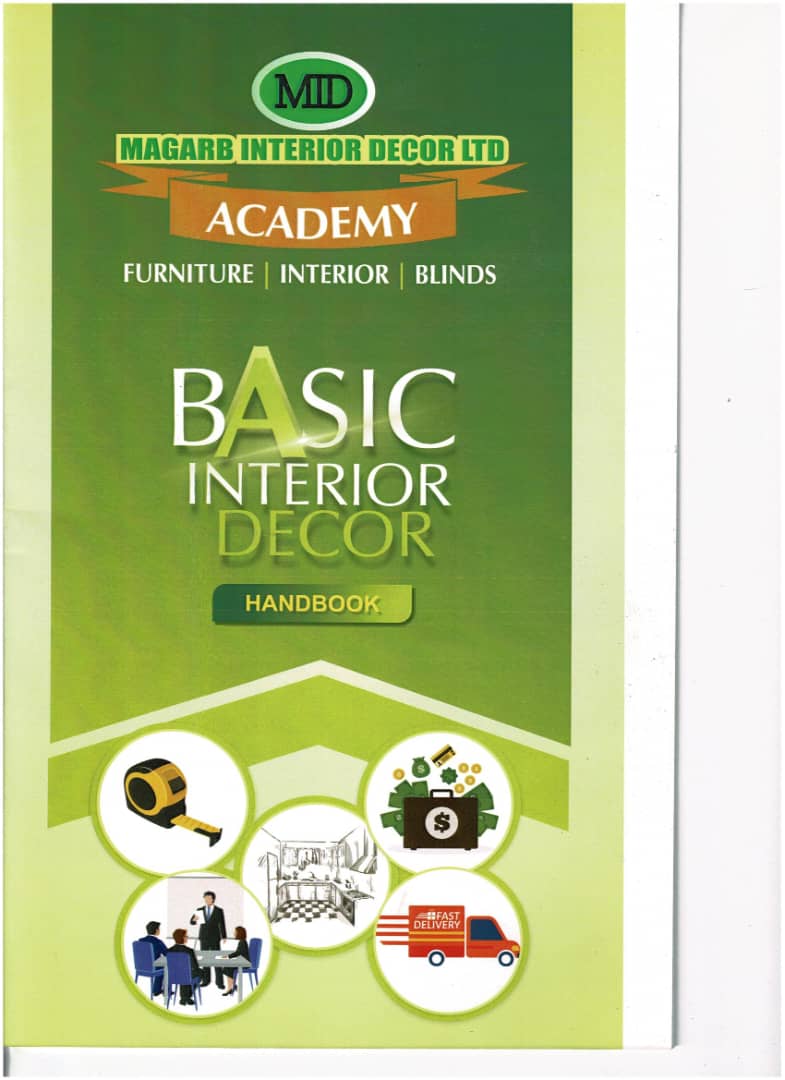 MID
MAGARB INTERIOR DECOR LTD
ACADEMY
FURNITURE | INTERIOR | BLINDS
BASIC
INTERIOR
DECOR
HANDBOOK
$
$
FAST
DELIVERY